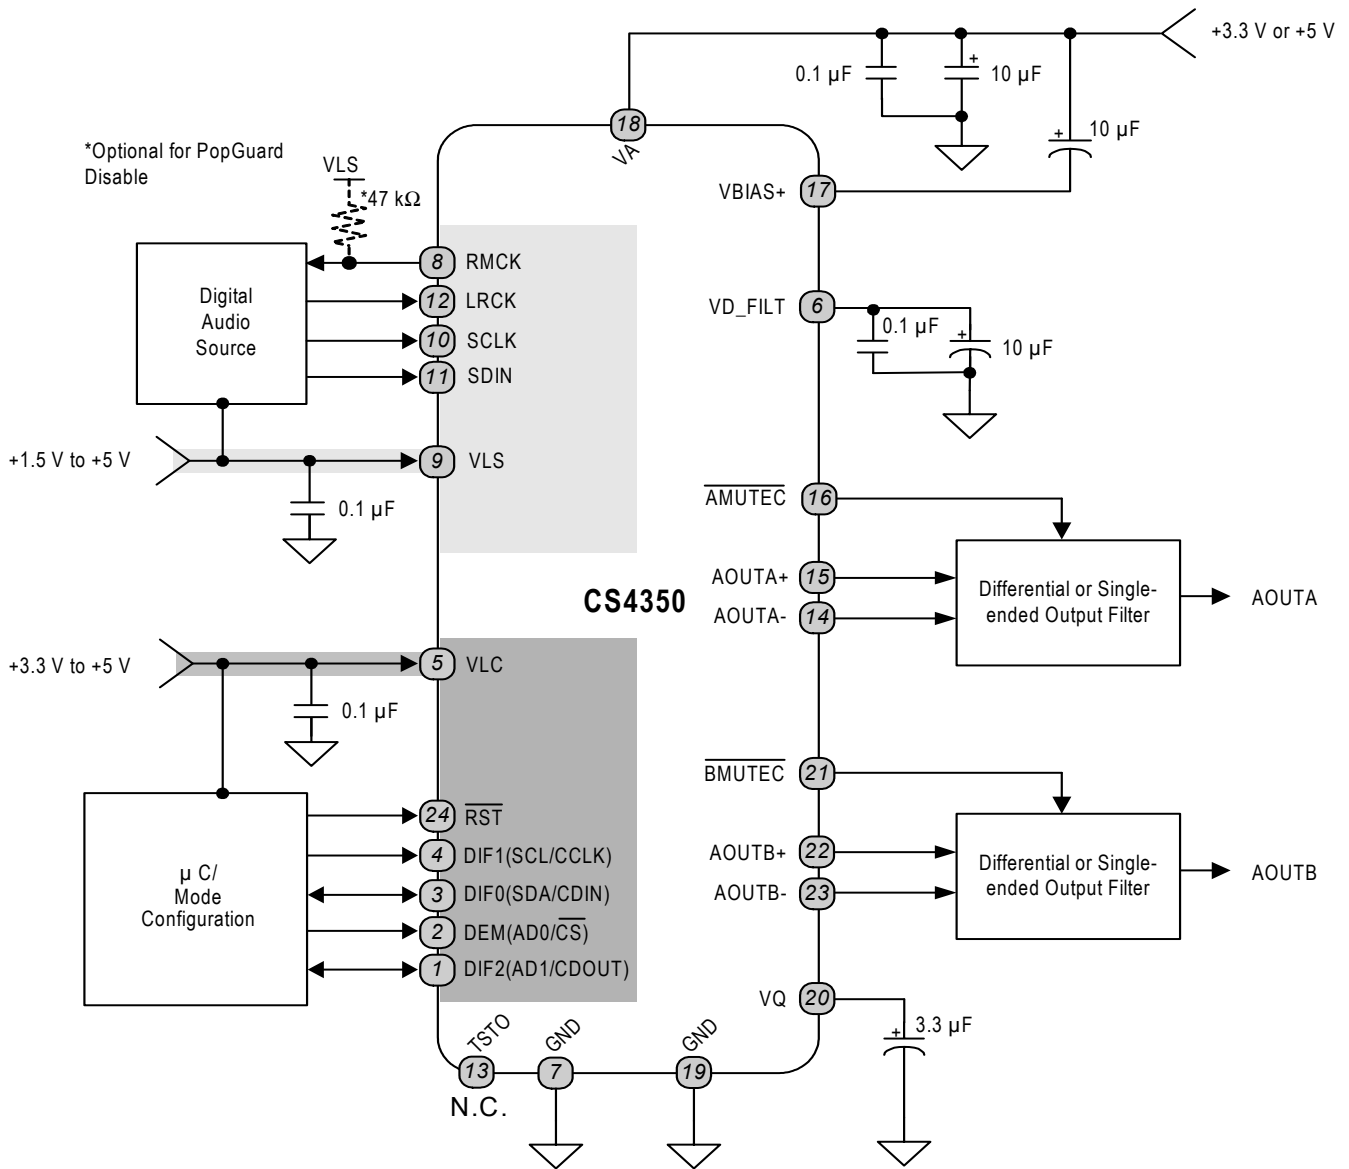 +3.3 V or +5 V
0.1 µF
+
10 µF
+
10 µF
18
VA
*Optional for PopGuard
Disable
VLS
*47 kΩ
VBIAS+
17
Digital
Audio
Source
8
RMCK
12
LRCK
10
SCLK
11
SDIN
VD_FILT
6
0.1 µF
+
10 µF
+1.5 V to +5 V
9
VLS
0.1 µF
AMUTEC
16
CS4350
AOUTA+
15
AOUTA-
14
Differential or Single-
ended Output Filter
AOUTA
+3.3 V to +5 V
5
VLC
0.1 µF
BMUTEC
21
AOUTB+
22
AOUTB-
23
Differential or Single-
ended Output Filter
AOUTB
µ C/
Mode
Configuration
24
RST
4
DIF1(SCL/CCLK)
3
DIF0(SDA/CDIN)
2
DEM(AD0/CS)
1
DIF2(AD1/CDOUT)
VQ
20
+
3.3 µF
TSTO
GND
GND
13
7
19
N.C.